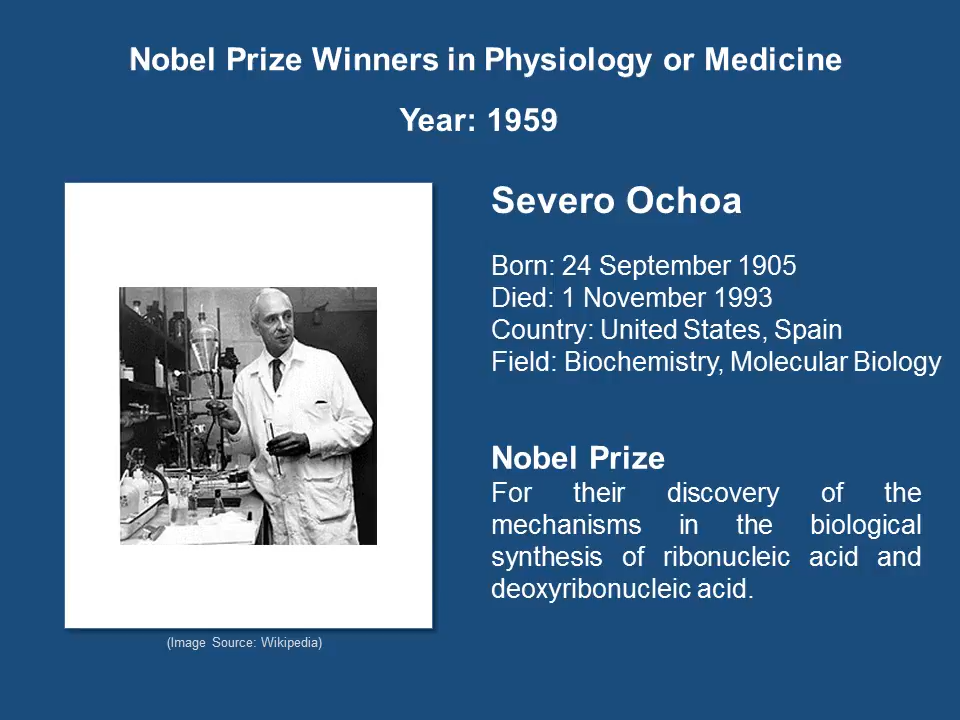 Nobel Prize Winners in Physiology or Medicine
Year: 1959
Severo Ochoa
Born: 24 September 1905
Died: 1 November 1993
Country: United States, Spain
Field: Biochemistry, Molecular Biology
Nobel Prize
For their discovery of the
mechanisms in the biological
synthesis of ribonucleic acid and
deoxyribonucleic acid.
(Image Source: Wikipedia)